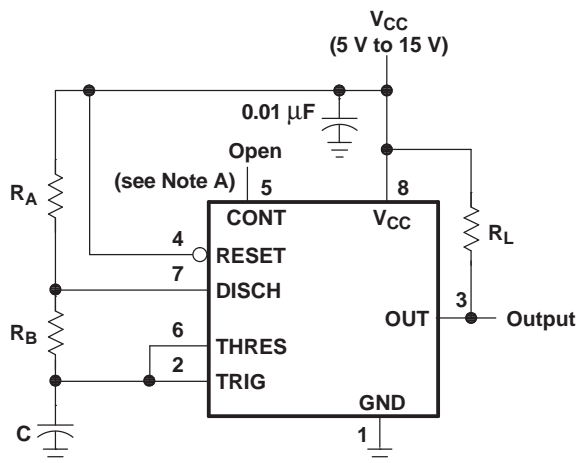 VCC
(5 V to 15 V)
0.01 µF
Open
(see Note A)
5
8
RA
CONT
VCC
4
RESET
RL
7
DISCH
3
OUT
Output
RB
6
THRES
2
TRIG
GND
C
1